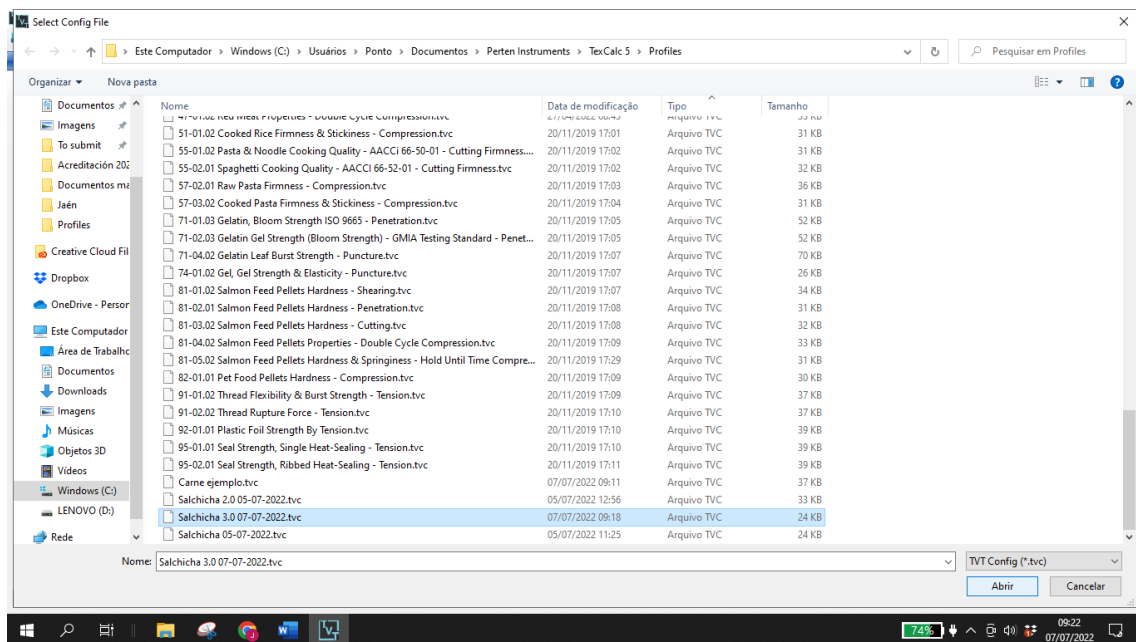 Select Config File
Este Computador > Windows (C:) > Usuários > Ponto > Documents > Perten Instruments > TexCalc 5 > Profiles
Pesquisar em Profiles
Organizar
Nova pasta
Documentos
Imagens
To submit
Acreditación 202
Documentos ma
Jaén
Profiles
Creative Cloud Fil
Dropbox
OneDrive - Person
Este Computador
Área de Trabalho
Documentos
Downloads
Imagens
Músicas
Objetos 3D
Vídeos
Windows (C:)
LENOVO (D:)
Rede
Nome Data de modificação Tipo Tamanho
47-01.02 Red Meat Properties - Double Cycle Compression.tvc 27/04/2022 08:43 Arquivo TVC 33 KB
51-01.02 Cooked Rice Firmness & Stickiness - Compression.tvc 20/11/2019 17:01 Arquivo TVC 31 KB
55-01.02 Pasta & Noodle Cooking Quality - AACCi 66-50-01 - Cutting Firmness.... 20/11/2019 17:02 Arquivo TVC 31 KB
55-02.01 Spaghetti Cooking Quality - AACCI 66-52-01 - Cutting Firmness.tvc 20/11/2019 17:02 Arquivo TVC 32 KB
57-02.01 Raw Pasta Firmness - Compression.tvc 20/11/2019 17:03 Arquivo TVC 36 KB
57-03.02 Cooked Pasta Firmness & Stickiness - Compression.tvc 20/11/2019 17:04 Arquivo TVC 31 KB
71-01.03 Gelatin, Bloom Strength ISO 9665 - Penetration.tvc 20/11/2019 17:05 Arquivo TVC 52 KB
71-02.03 Gelatin Gel Strength (Bloom Strength) - GMIA Testing Standard - Penet... 20/11/2019 17:05 Arquivo TVC 52 KB
71-04.02 Gelatin Leaf Burst Strength - Puncture.tvc 20/11/2019 17:07 Arquivo TVC 70 KB
74-01.02 Gel, Gel Strength & Elasticity - Puncture.tvc 20/11/2019 17:07 Arquivo TVC 26 KB
81-01.02 Salmon Feed Pellets Hardness - Shearing.tvc 20/11/2019 17:07 Arquivo TVC 34 KB
81-02.01 Salmon Feed Pellets Hardness - Penetration.tvc 20/11/2019 17:08 Arquivo TVC 31 KB
81-03.02 Salmon Feed Pellets Hardness - Cutting.tvc 20/11/2019 17:08 Arquivo TVC 32 KB
81-04.02 Salmon Feed Pellets Properties - Double Cycle Compression.tvc 20/11/2019 17:09 Arquivo TVC 33 KB
81-05.02 Salmon Feed Pellets Hardness & Springiness - Hold Until Time Compre... 20/11/2019 17:29 Arquivo TVC 31 KB
82-01.01 Pet Food Pellets Hardness - Compression.tvc 20/11/2019 17:09 Arquivo TVC 30 KB
91-01.02 Thread Flexibility & Burst Strength - Tension.tvc 20/11/2019 17:09 Arquivo TVC 37 KB
91-02.02 Thread Rupture Force - Tension.tvc 20/11/2019 17:10 Arquivo TVC 37 KB
92-01.01 Plastic Foil Strength By Tension.tvc 20/11/2019 17:10 Arquivo TVC 39 KB
95-01.01 Seal Strength, Single Heat-Sealing - Tension.tvc 20/11/2019 17:10 Arquivo TVC 39 KB
95-02.01 Seal Strength, Ribbed Heat-Sealing - Tension.tvc 20/11/2019 17:11 Arquivo TVC 39 KB
Carne ejemplo.tvc 07/07/2022 09:11 Arquivo TVC 37 KB
Salchicha 2.0 05-07-2022.tvc 05/07/2022 12:56 Arquivo TVC 33 KB
Salchicha 3.0 07-07-2022.tvc 07/07/2022 09:18 Arquivo TVC 24 KB
Salchicha 05-07-2022.tvc 05/07/2022 11:25 Arquivo TVC 24 KB
Nome: Salchicha 3.0 07-07-2022.tvc
TVT Config (*.tvc)
Abrir
Cancelar
74%
09:22
07/07/2022